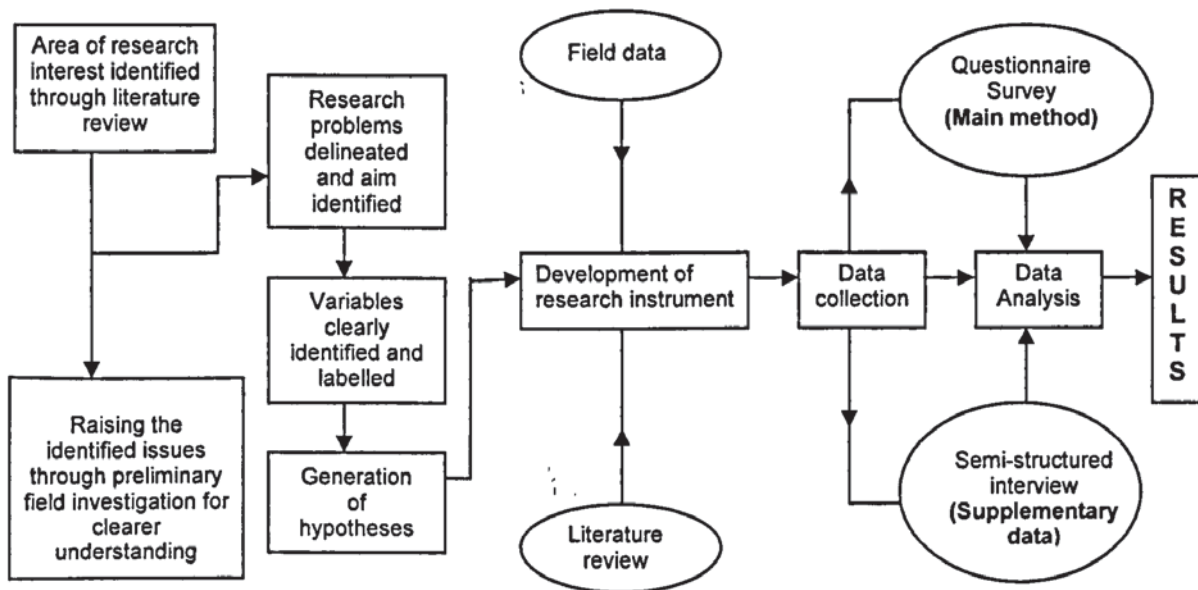 Area of research
interest identified
through literature
review
Raising the
identified issues
through preliminary
field investigation for
clearer
understanding
Research
problems
delineated
and aim
identified
Variables
clearly
identified and
labelled
Generation
of
hypotheses
Field data
Development of
research instrument
Literature
review
Data
collection
Questionnaire
Survey
(Main method)
Data
Analysis
Semi-structured
interview
(Supplementary
data)
R
E
S
U
L
T
S